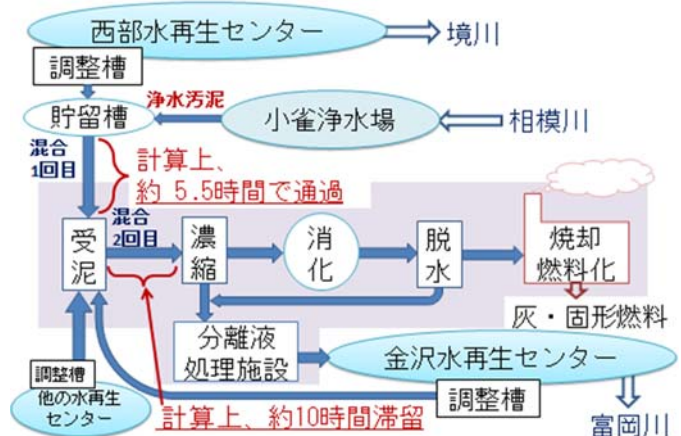 西部水再生センター
境川
調整槽
浄水汚泥
貯留槽
小雀浄水場
相模川
混合
1回目
計算上、
約 5.5時間で通過
混合
2回目
受
泥
濃
縮
消
化
脱
水
焼却
燃料化
灰・固形燃料
分離液
処理施設
金沢水再生センター
調整槽
他の水再生
センター
計算上、約10時間滞留
調整槽
富岡川